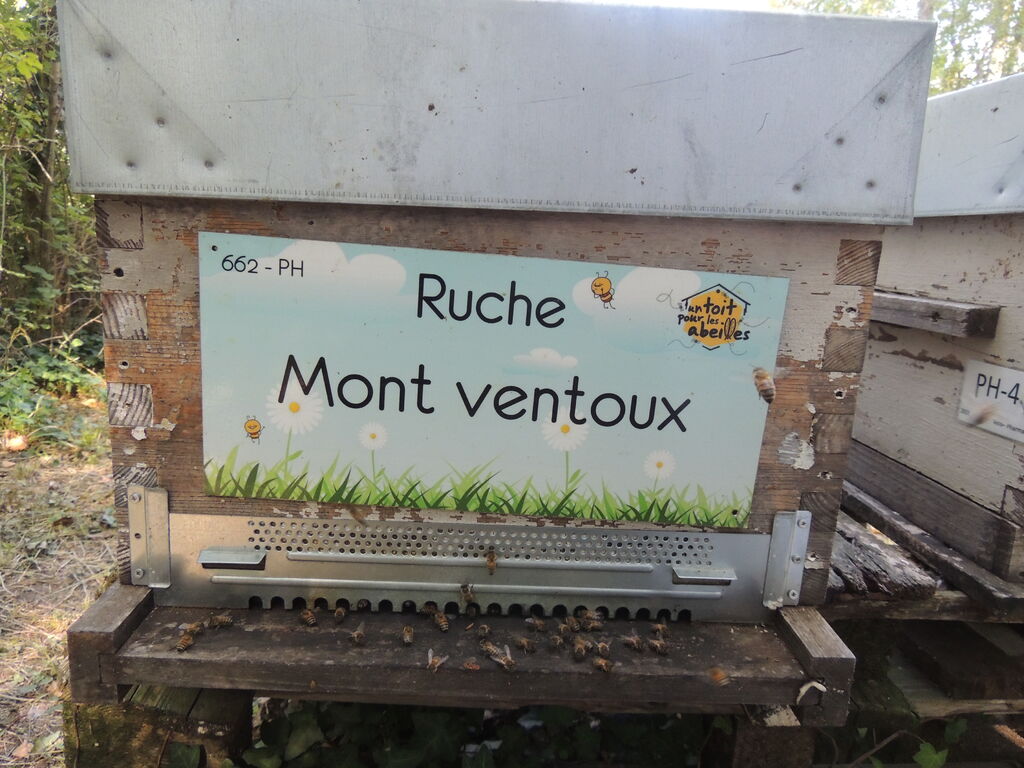 662 - PH
Ruche
Mont ventoux
un toit
pour les
abeilles
PH-4